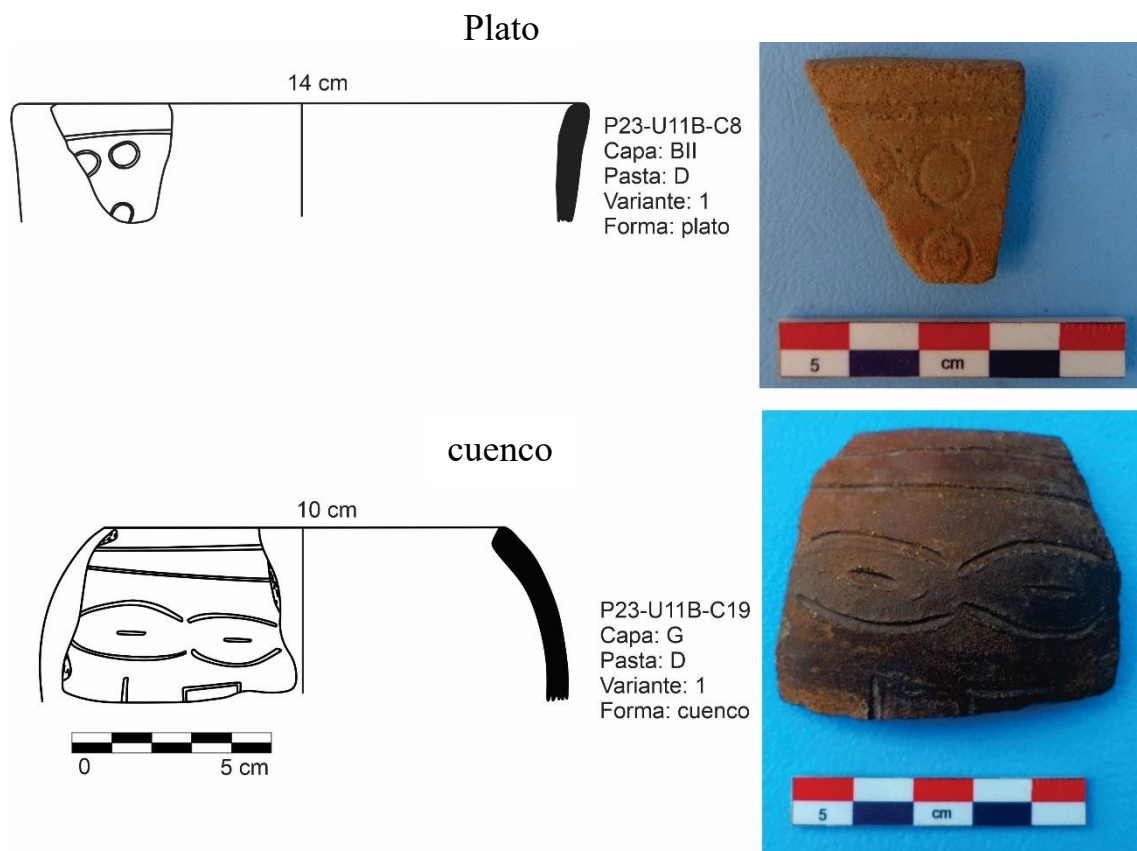 Plato
14 cm
P23-U11B-C8
Capa: BII
Pasta: D
Variante: 1
Forma: plato
5 cm
cuenco
10 cm
P23-U11B-C19
Capa: G
Pasta: D
Variante: 1
Forma: cuenco
0 5 cm
5 cm